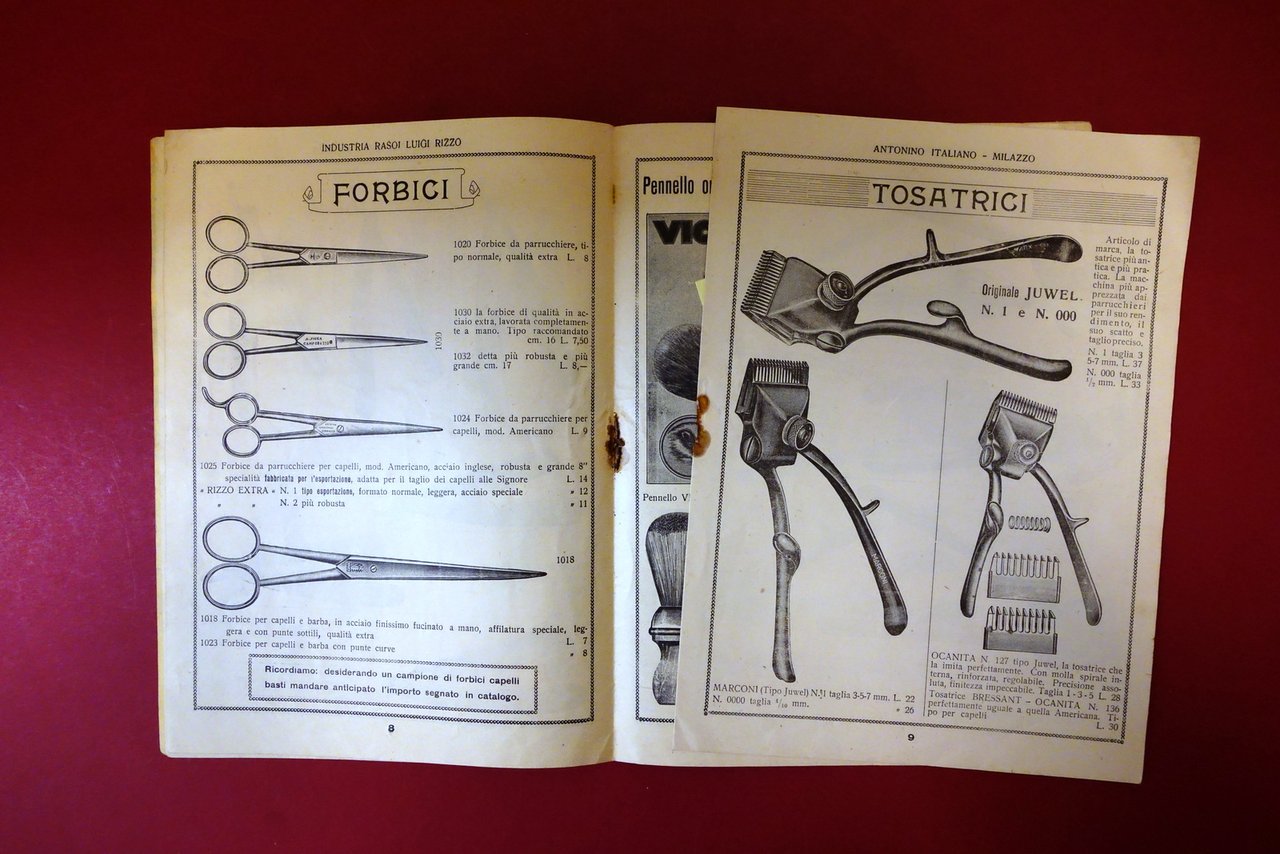 INDUSTRIA RASOI LUIGI RIZZO
FORBICI
1020 Forbice da parrucchiere, ti-
po normale, qualità extra L. 8
1030 la forbice di qualità in ac-
ciaio extra, lavorata completamen-
te a mano. Tipo raccomandato
cm. 16 L. 7,50
1032 detta più robusta e più
grande cm. 17 L. 8,—
1030
1024 Forbice da parrucchiere per
capelli, mod. Americano L. 9
1025 Forbice da parrucchiere per capelli, mod. Americano, acciaio inglese, robusta e grande 8"
specialità fabbricata per l'esportazione, adatta per il taglio dei capelli alle Signore L. 14
" RIZZO EXTRA " N. 1 tipo esportazione, formato normale, leggera, acciaio speciale " 12
" " N. 2 più robusta " 11
1018
1018 Forbice per capelli e barba, in acciaio finissimo fucinato a mano, affilatura speciale, leg-
gera e con punte sottili, qualità extra L. 7
1023 Forbice per capelli e barba con punte curve " 8
Ricordiamo: desiderando un campione di forbici capelli
basti mandare anticipato l'importo segnato in catalogo.
8
Pennello
VIC
Pennello
ANTONINO ITALIANO - MILAZZO
TOSATRICI
Articolo di
marca, la to-
satrice più an-
tica e più pra-
tica. La mac-
china più ap-
prezzata dai
parrucchieri
per il suo ren-
dimento, il
suo scatto e
taglio preciso.
N. 1 taglia 3
5-7 mm. L. 37
N. 000 taglia
1/2 mm. L. 33
Originale JUWEL.
N. 1 e N. 000
MARCONI
MARCONI (Tipo Juwel) N. 1 taglia 3-5-7 mm. L. 22
N. 0000 taglia 1/10 mm. " 26
OCANITA N. 127 tipo Juwel, la tosatrice che
la imita perfettamente. Con molla spirale in-
terna, rinforzata, regolabile. Precisione asso-
luta, finitezza impeccabile. Taglia 1-3-5 L. 28
Tosatrice BRESSANT - OCANITA N. 136
perfettamente uguale a quella Americana. Ti-
po per capelli L. 30
9